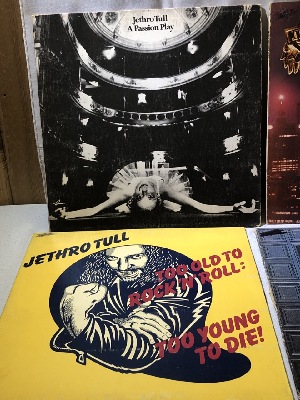 Jethro Tull
A Passion Play
JETHRO TULL
TOO OLD TO
ROCK 'N' ROLL:
TOO YOUNG
TO DIE!